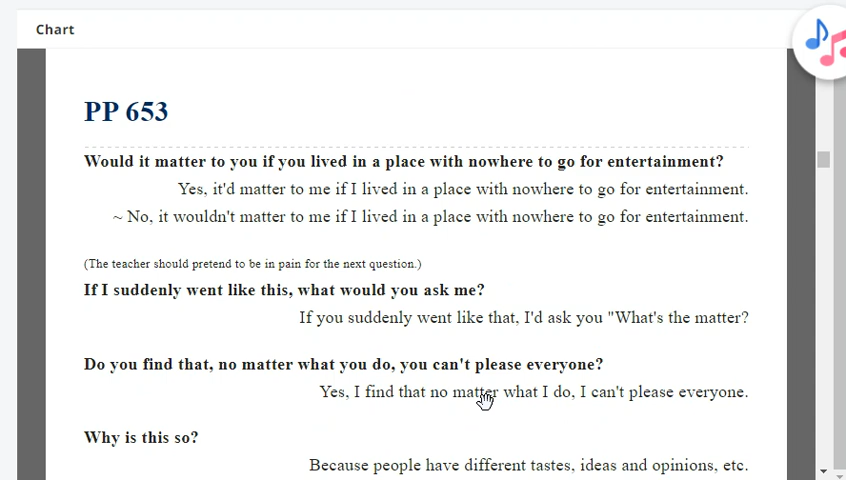 Chart
PP 653
Would it matter to you if you lived in a place with nowhere to go for entertainment?
Yes, it'd matter to me if I lived in a place with nowhere to go for entertainment.
~ No, it wouldn't matter to me if I lived in a place with nowhere to go for entertainment.
(The teacher should pretend to be in pain for the next question.)
If I suddenly went like this, what would you ask me?
If you suddenly went like that, I'd ask you "What's the matter?
Do you find that, no matter what you do, you can't please everyone?
Yes, I find that no matter what I do, I can't please everyone.
Why is this so?
Because people have different tastes, ideas and opinions, etc.